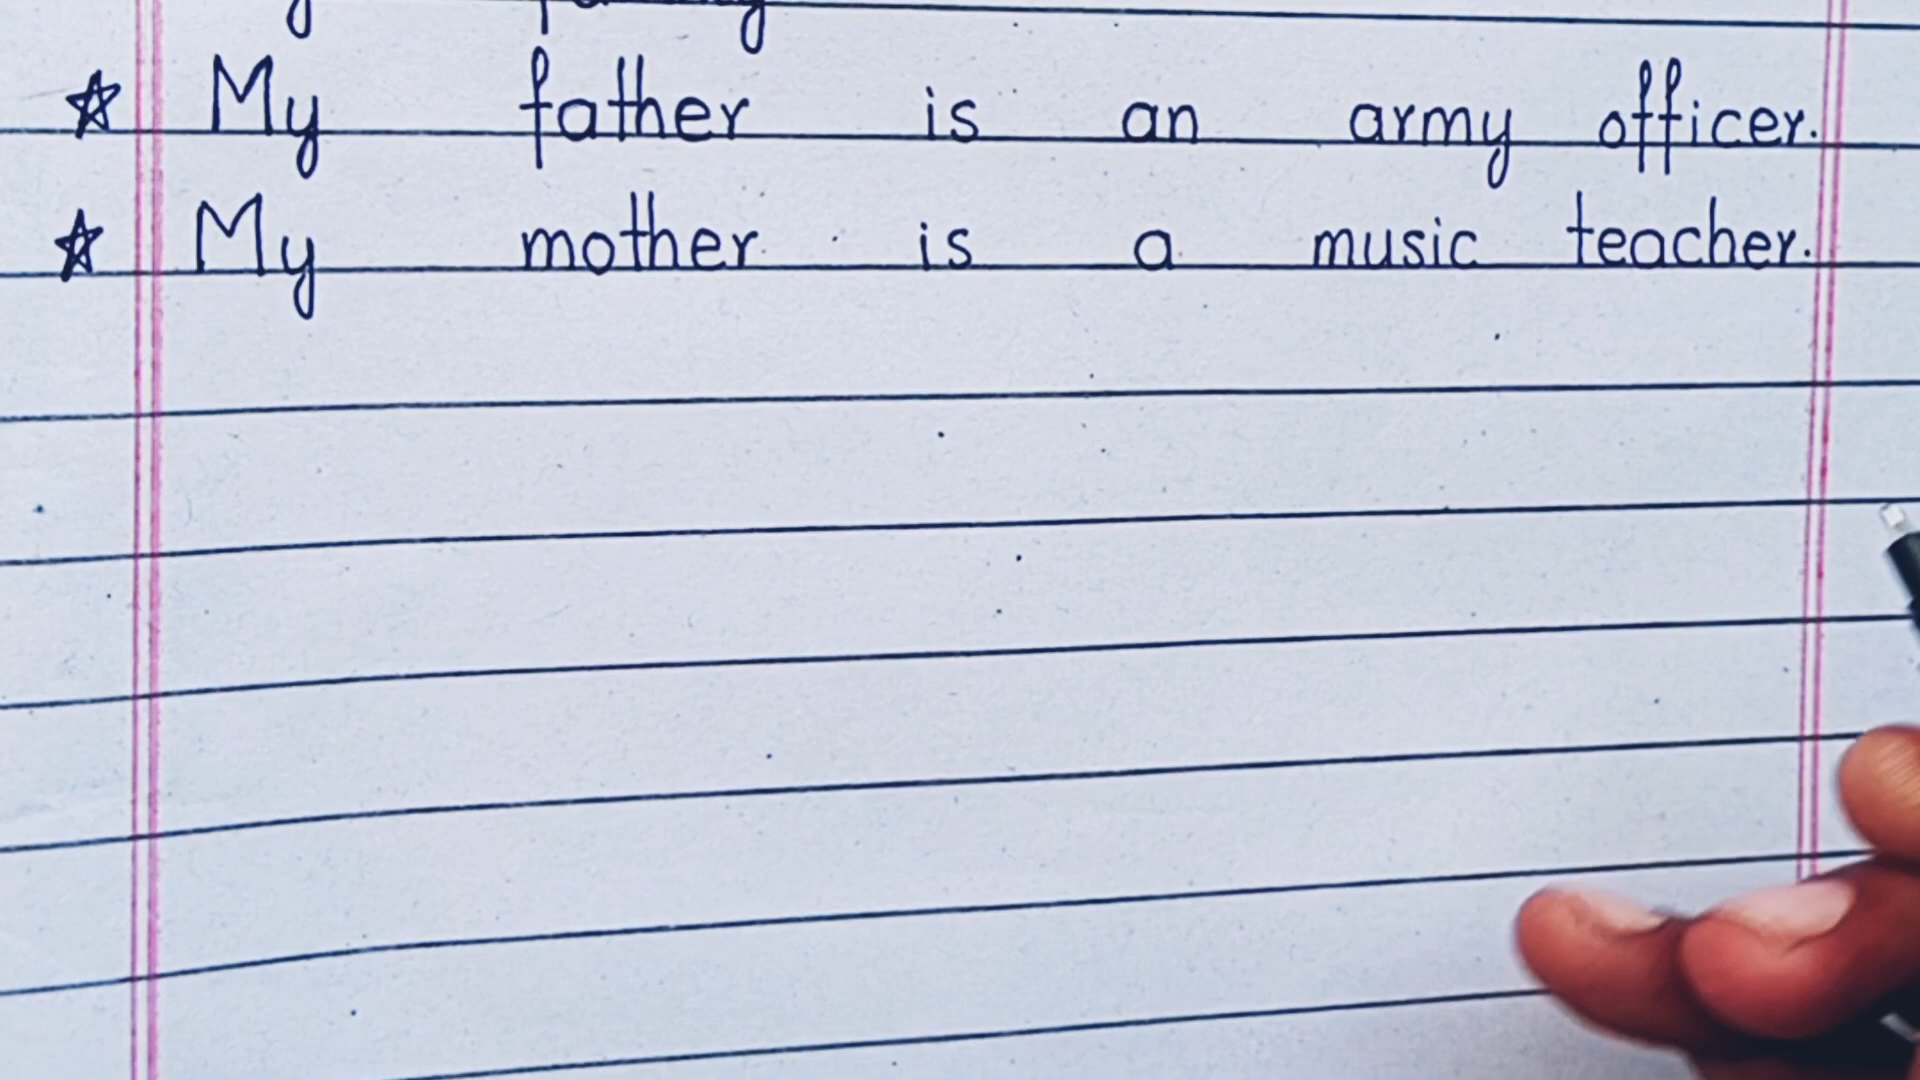 ☆ My father is an army officer.
☆ My mother is a music teacher.